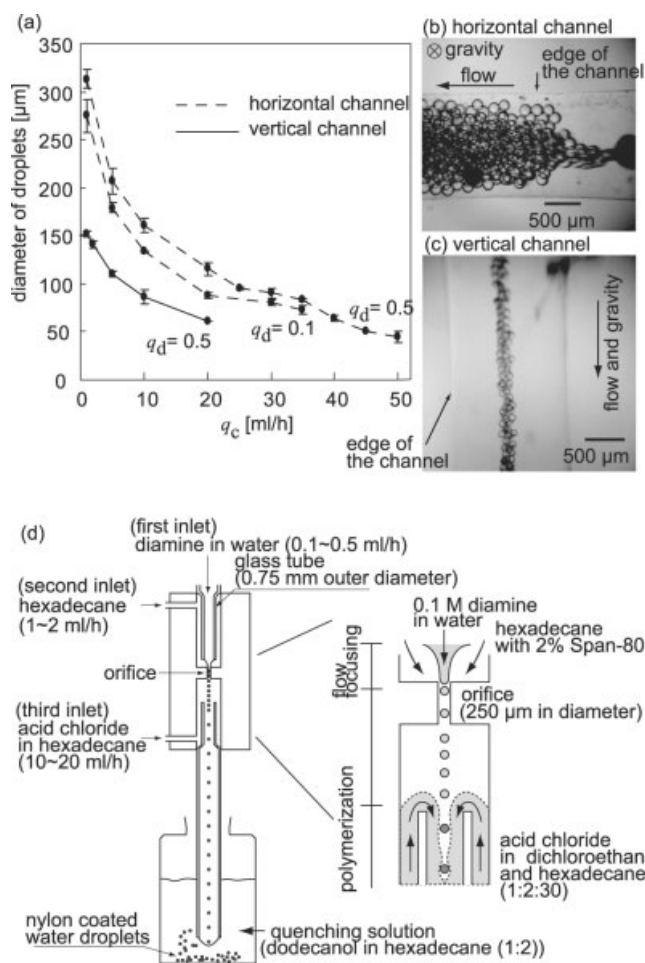 (a)
350
300
250
200
150
100
50
0
diameter of droplets [µm]
horizontal channel
vertical channel
q_d= 0.5
q_d= 0.1
q_d= 0.5
0 10 20 30 40 50
q_c [ml/h]
(b) horizontal channel
⊗gravity
flow
edge of
the channel
500 µm
(c) vertical channel
flow and gravity
edge of
the channel
500 µm
(d)
(first inlet)
diamine in water (0.1~0.5 ml/h)
glass tube
(0.75 mm outer diameter)
(second inlet)
hexadecane
(1~2 ml/h)
orifice
(third inlet)
acid chloride
in hexadecane
(10~20 ml/h)
nylon coated
water droplets
quenching solution
(dodecanol in hexadecane (1:2))
flow
focusing
polymerization
0.1 M diamine
in water
hexadecane
with 2% Span-80
orifice
(250 µm in diameter)
acid chloride
in dichloroethan
and hexadecane
(1:2:30)